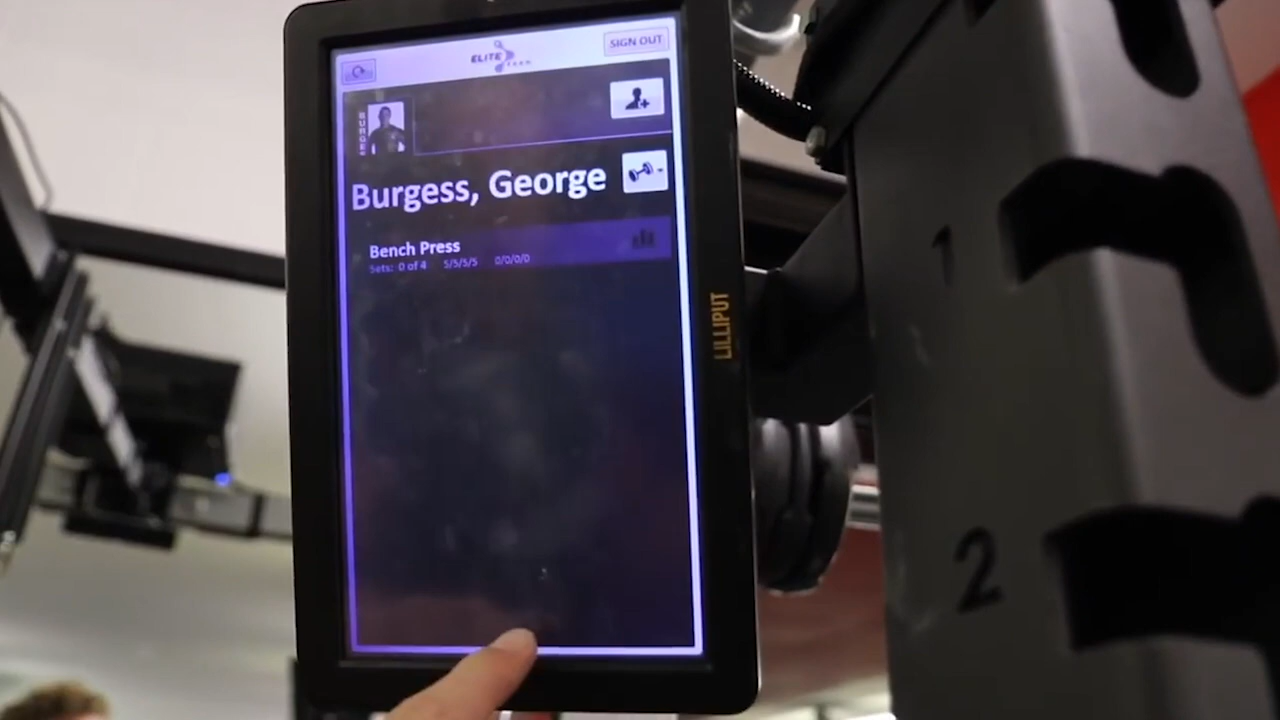 SIGN OUT
ELITE
FORM
Burgess, George
Bench Press
Sets: 0 of 4 5/5/5/5 0/0/0/0
LILLIPUT
1
2